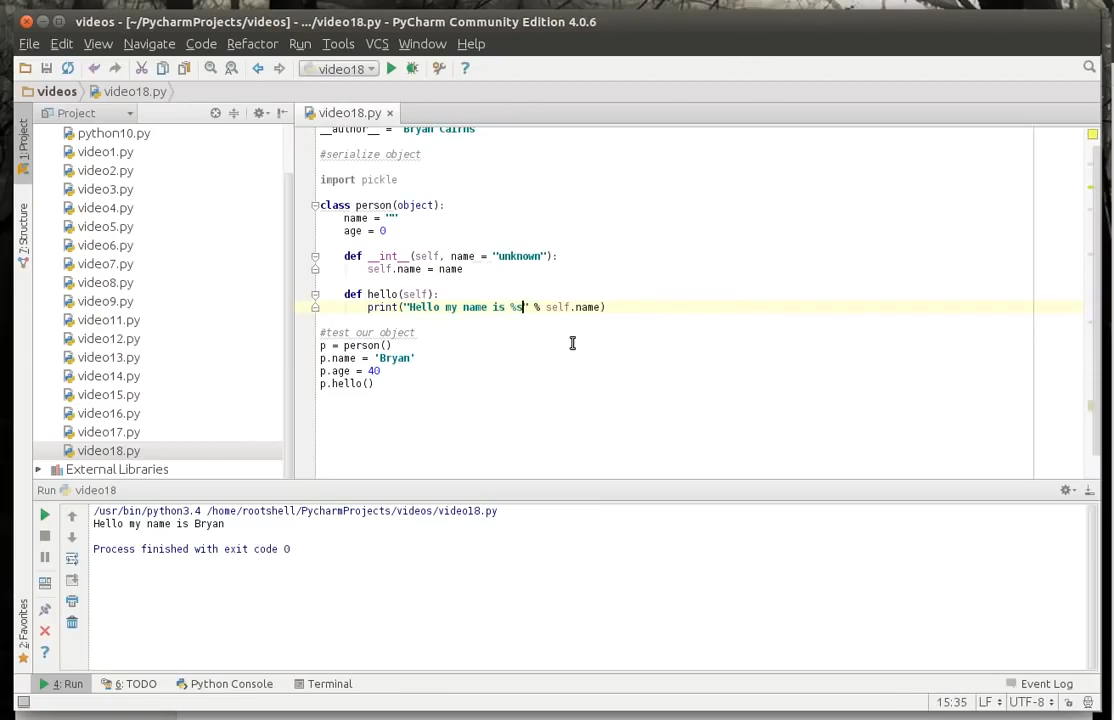 videos - [~/PycharmProjects/videos] - .../video18.py - PyCharm Community Edition 4.0.6
File Edit View Navigate Code Refactor Run Tools VCS Window Help
video18
videos video18.py
Project
video18.py
1: Project
7: Structure
2: Favorites
python10.py
video1.py
video2.py
video3.py
video4.py
video5.py
video6.py
video7.py
video8.py
video9.py
video11.py
video12.py
video13.py
video14.py
video15.py
video16.py
video17.py
video18.py
External Libraries
__author__ = 'Bryan Cairns'
#serialize object
import pickle
class person(object):
name = ""
age = 0
def __int__(self, name = "unknown"):
self.name = name
def hello(self):
print("Hello my name is %s" % self.name)
#test our object
p = person()
p.name = 'Bryan'
p.age = 40
p.hello()
Run video18
/usr/bin/python3.4 /home/rootshell/PycharmProjects/videos/video18.py
Hello my name is Bryan
Process finished with exit code 0
4: Run 6: TODO Python Console Terminal Event Log
15:35 LF UTF-8